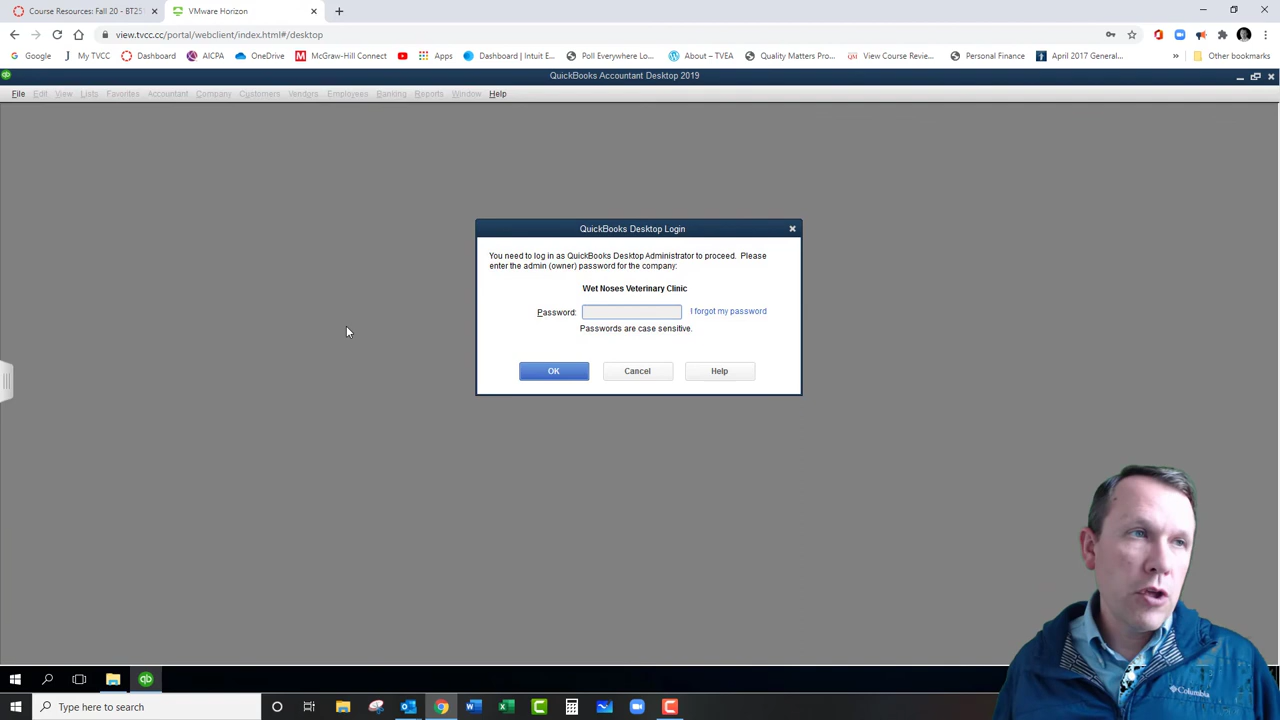 Course Resources: Fall 20 - BT25
VMware Horizon
view.tvcc.cc/portal/webclient/index.html#/desktop
Google
My TVCC
Dashboard
AICPA
OneDrive
McGraw-Hill Connect
Apps
Dashboard | Intuit E...
Poll Everywhere Lo...
About – TVEA
Quality Matters Pro...
View Course Revie...
Personal Finance
April 2017 General...
»
Other bookmarks
QuickBooks Accountant Desktop 2019
File Edit View Lists Favorites Accountant Company Customers Vendors Employees Banking Reports Window Help
QuickBooks Desktop Login
You need to log in as QuickBooks Desktop Administrator to proceed. Please
enter the admin (owner) password for the company:
Wet Noses Veterinary Clinic
Password:
I forgot my password
Passwords are case sensitive.
OK
Cancel
Help
Columbia
Type here to search